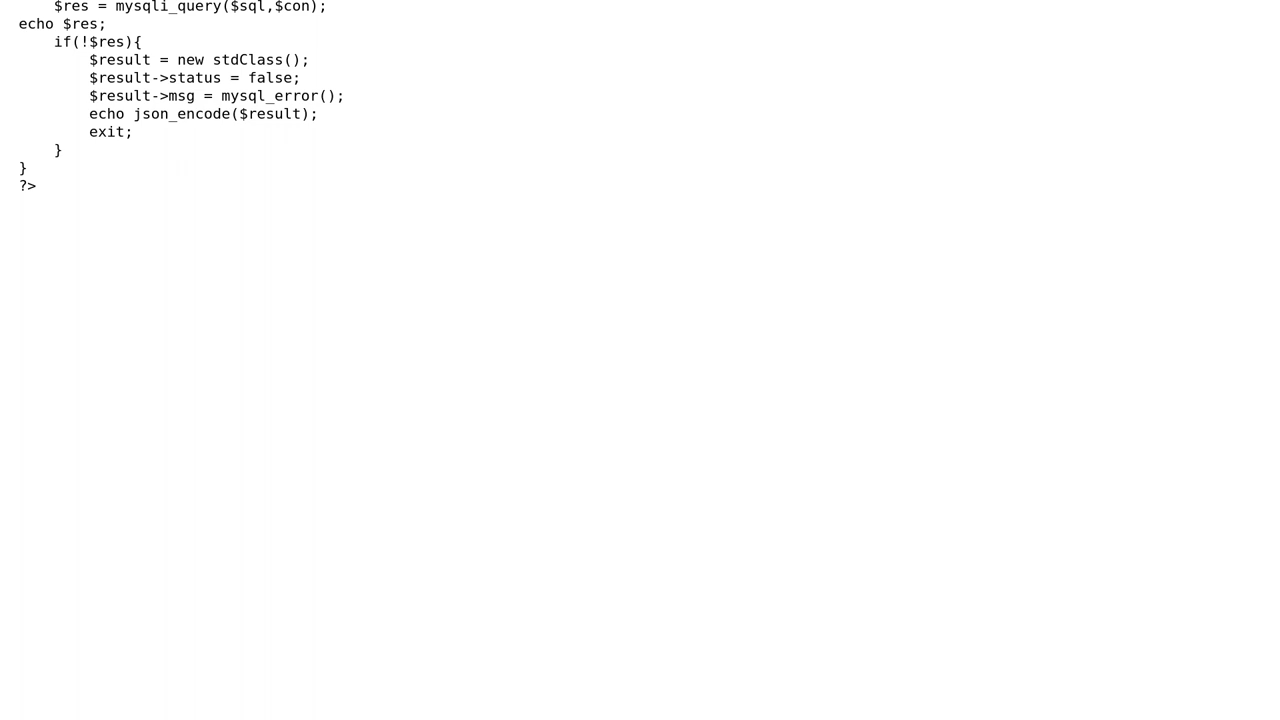 $res = mysqli_query($sql,$con);
echo $res;
    if(!$res){
        $result = new stdClass();
        $result->status = false;
        $result->msg = mysql_error();
        echo json_encode($result);
        exit;
    }
}
?>